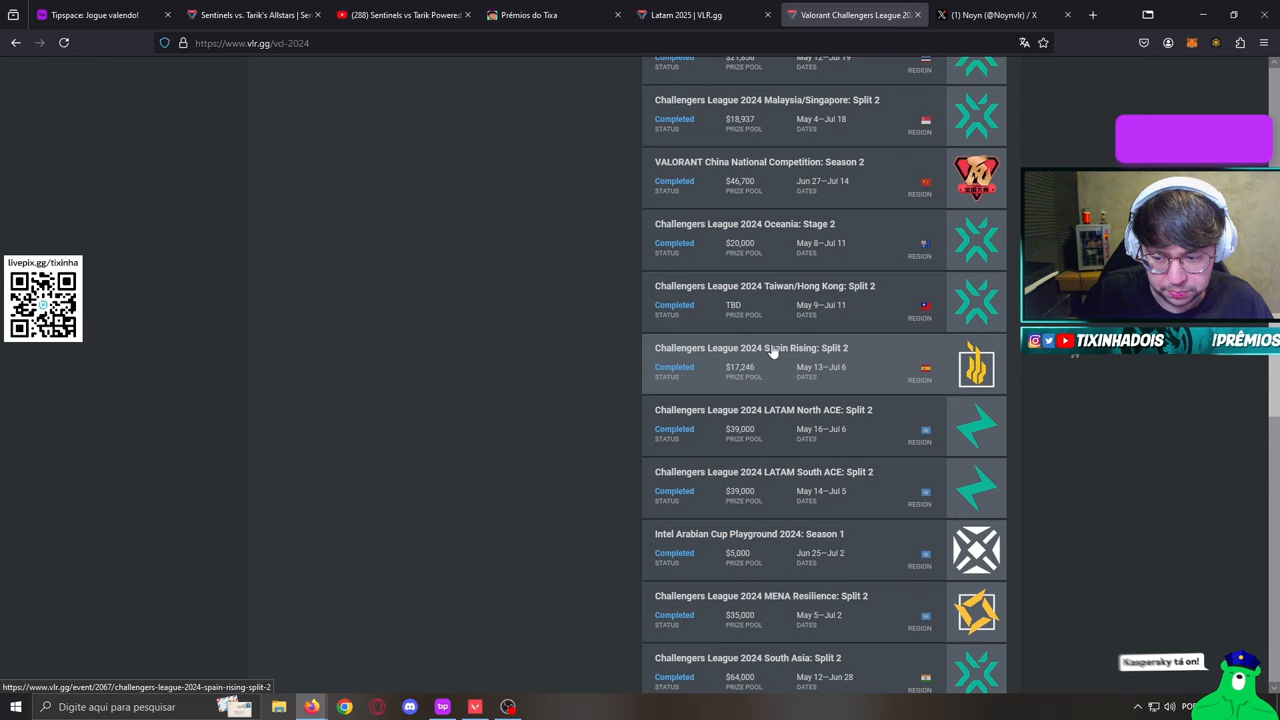 Tipspace: Jogue valendo!
Sentinels vs. Tarik's Allstars | Sen
(288) Sentinels vs Tarik Powered
Prêmios do Tixa
Latam 2025 | VLR.gg
Valorant Challengers League 20
(1) Noyn (@Noynvlr) / X
https://www.vlr.gg/vcl-2024
Completed $21,850 May 12—Jul 19
STATUS PRIZE POOL DATES REGION
Challengers League 2024 Malaysia/Singapore: Split 2
Completed $18,937 May 4—Jul 18
STATUS PRIZE POOL DATES REGION
VALORANT China National Competition: Season 2
Completed $46,700 Jun 27—Jul 14
STATUS PRIZE POOL DATES REGION
Challengers League 2024 Oceania: Stage 2
Completed $20,000 May 8—Jul 11
STATUS PRIZE POOL DATES REGION
livepix.gg/tixinha
Challengers League 2024 Taiwan/Hong Kong: Split 2
Completed TBD May 9—Jul 11
STATUS PRIZE POOL DATES REGION
TIXINHADOIS !PRÊMIOS
Challengers League 2024 Spain Rising: Split 2
Completed $17,246 May 13—Jul 6
STATUS PRIZE POOL DATES REGION
Challengers League 2024 LATAM North ACE: Split 2
Completed $39,000 May 16—Jul 6
STATUS PRIZE POOL DATES REGION
Challengers League 2024 LATAM South ACE: Split 2
Completed $39,000 May 14—Jul 5
STATUS PRIZE POOL DATES REGION
Intel Arabian Cup Playground 2024: Season 1
Completed $5,000 Jun 25—Jul 2
STATUS PRIZE POOL DATES REGION
Challengers League 2024 MENA Resilience: Split 2
Completed $35,000 May 5—Jul 2
STATUS PRIZE POOL DATES REGION
Challengers League 2024 South Asia: Split 2
Completed $64,000 May 12—Jun 28
STATUS PRIZE POOL DATES REGION
Kaspersky tá on!
https://www.vlr.gg/event/2067/challengers-league-2024-spain-rising-split-2
Digite aqui para pesquisar